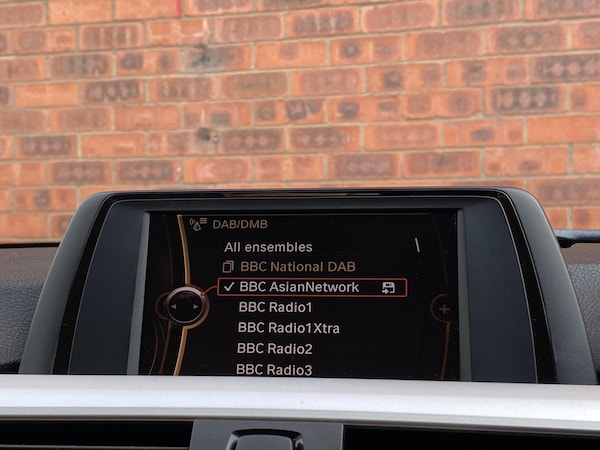 DAB/DMB
All ensembles
BBC National DAB
BBC AsianNetwork
BBC Radio1
BBC Radio1Xtra
BBC Radio2
BBC Radio3